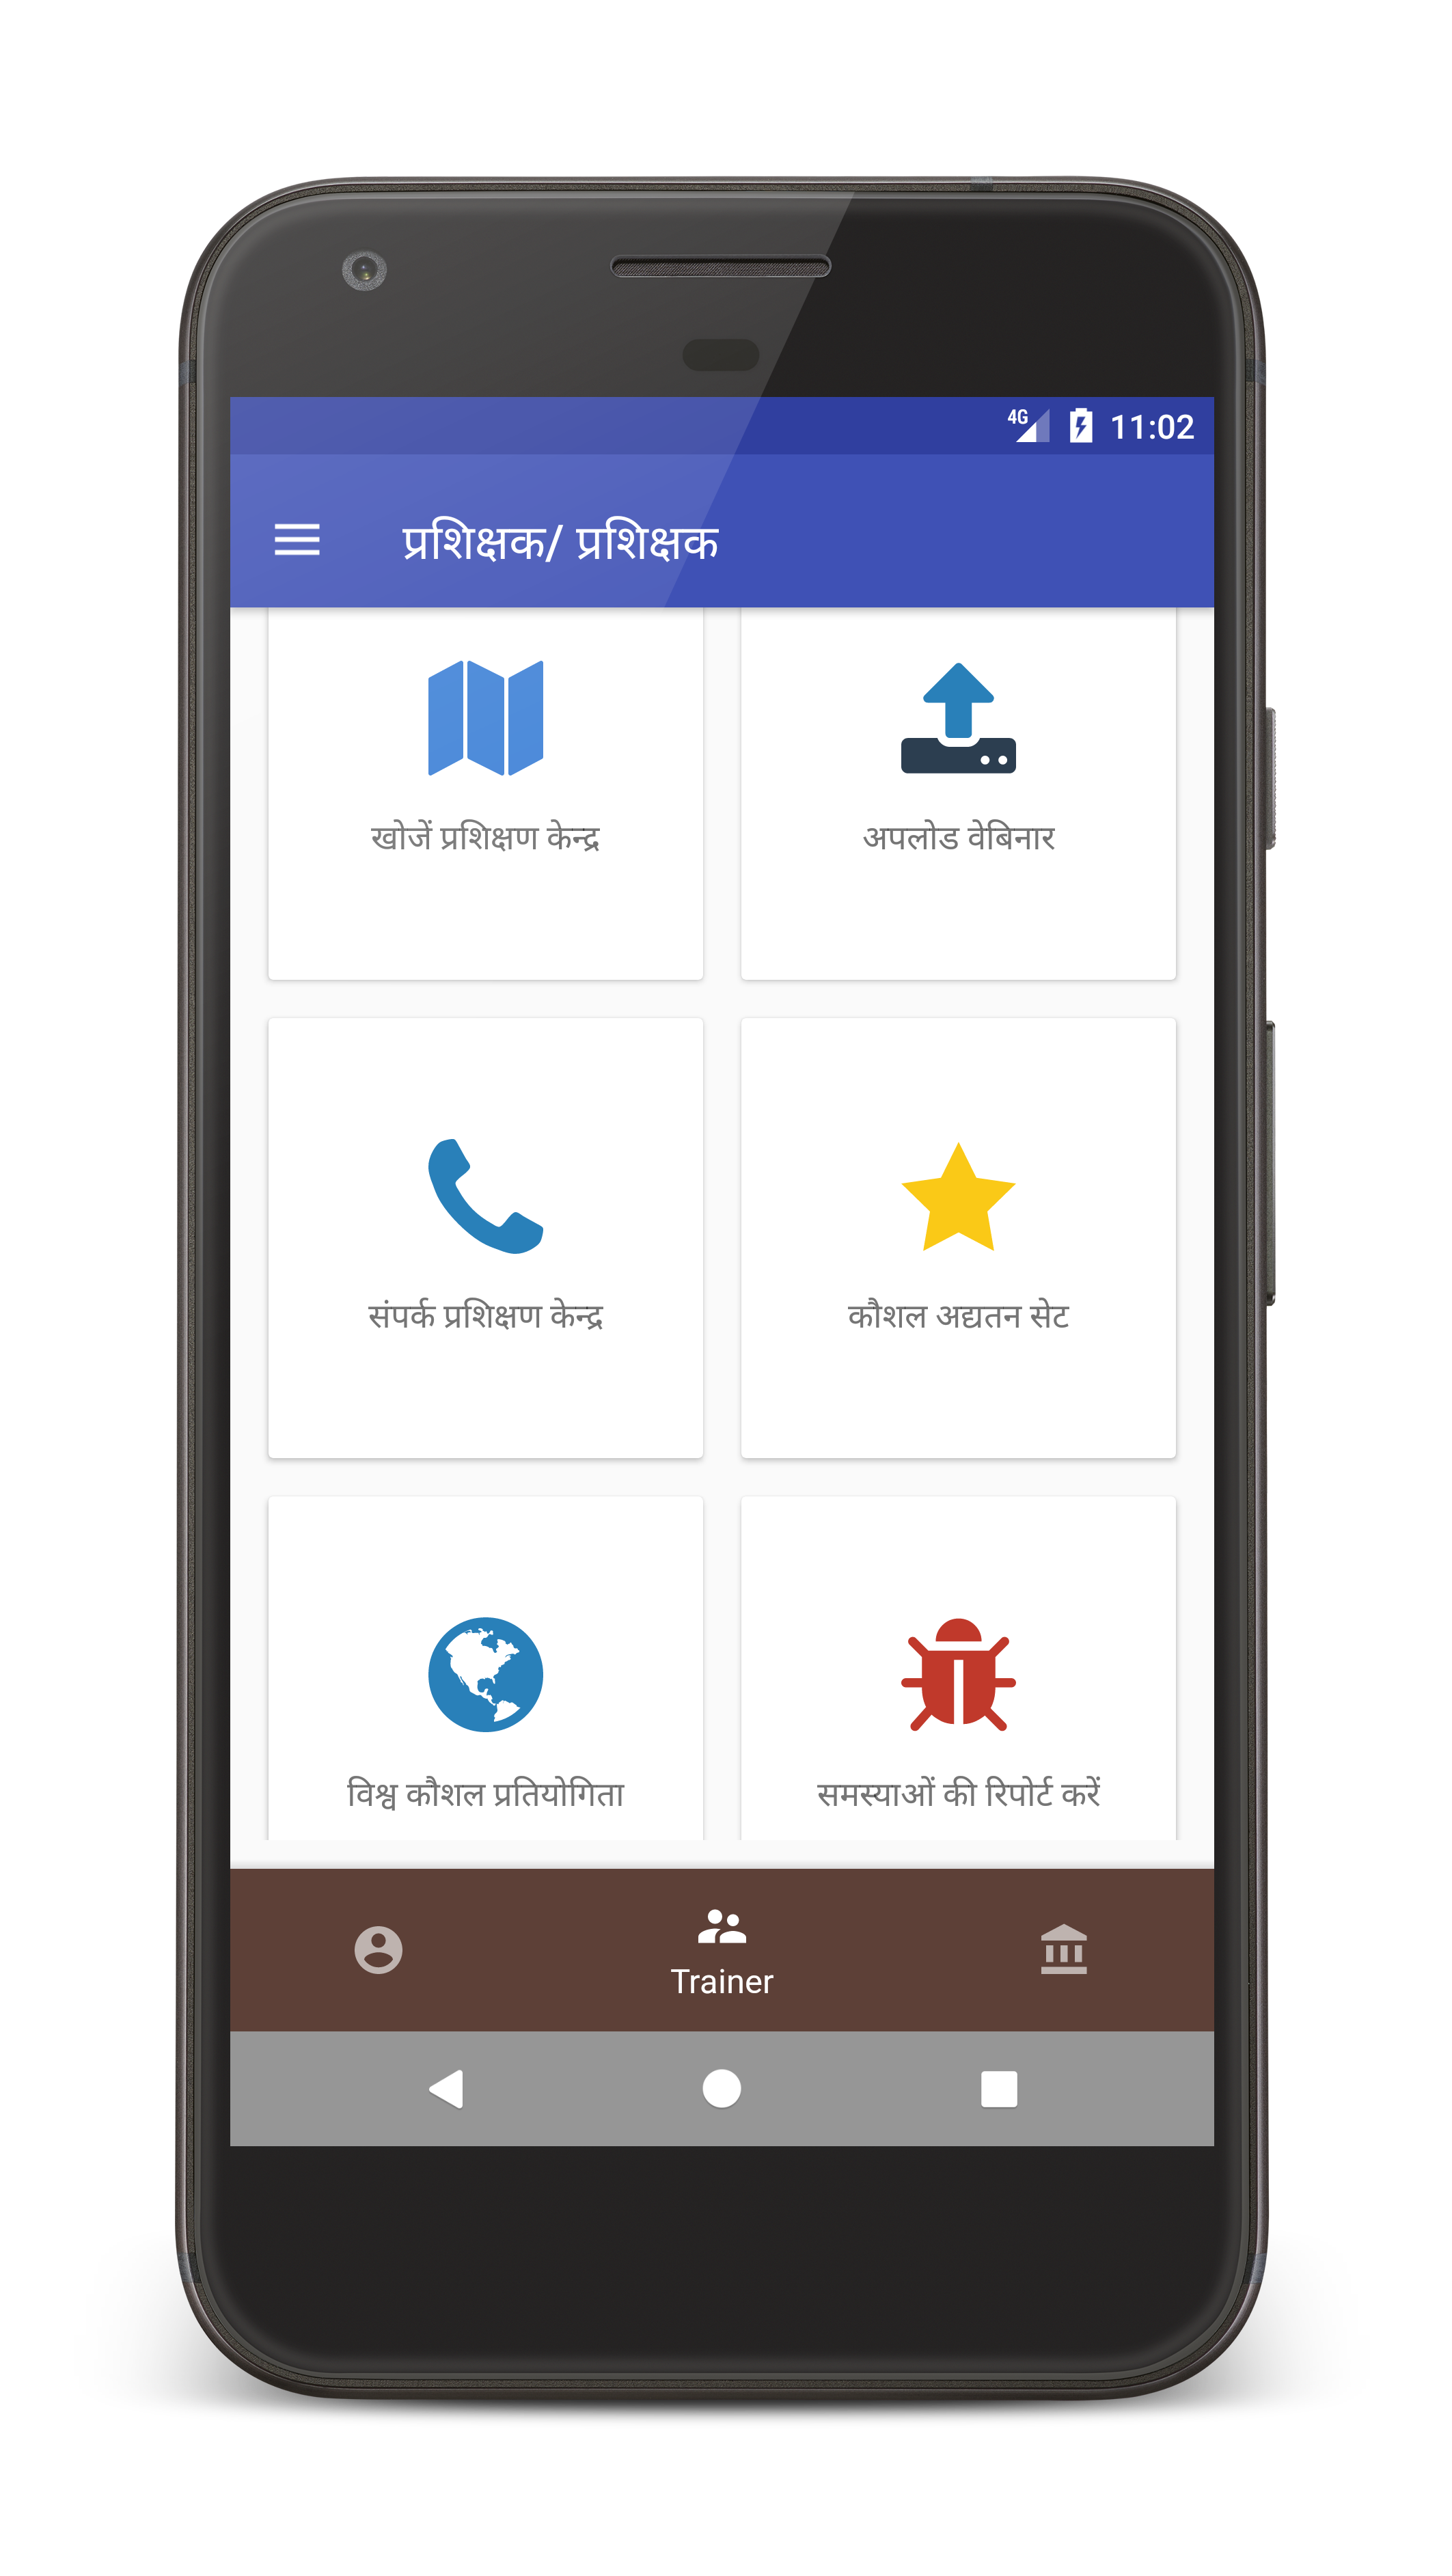 4G 11:02
प्रशिक्षक/ प्रशिक्षक
खोजें प्रशिक्षण केन्द्र
अपलोड वेबिनार
संपर्क प्रशिक्षण केन्द्र
कौशल अद्यतन सेट
विश्व कौशल प्रतियोगिता
समस्याओं की रिपोर्ट करें
Trainer